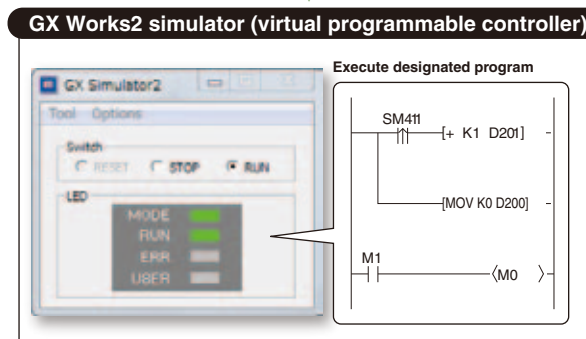 GX Works2 simulator (virtual programmable controller)
Execute designated program
GX Simulator2
Tool Options
Switch
RESET STOP RUN
LED
MODE
RUN
ERR
USER
SM411
[+ K1 D201]
[MOV K0 D200]
M1
M0